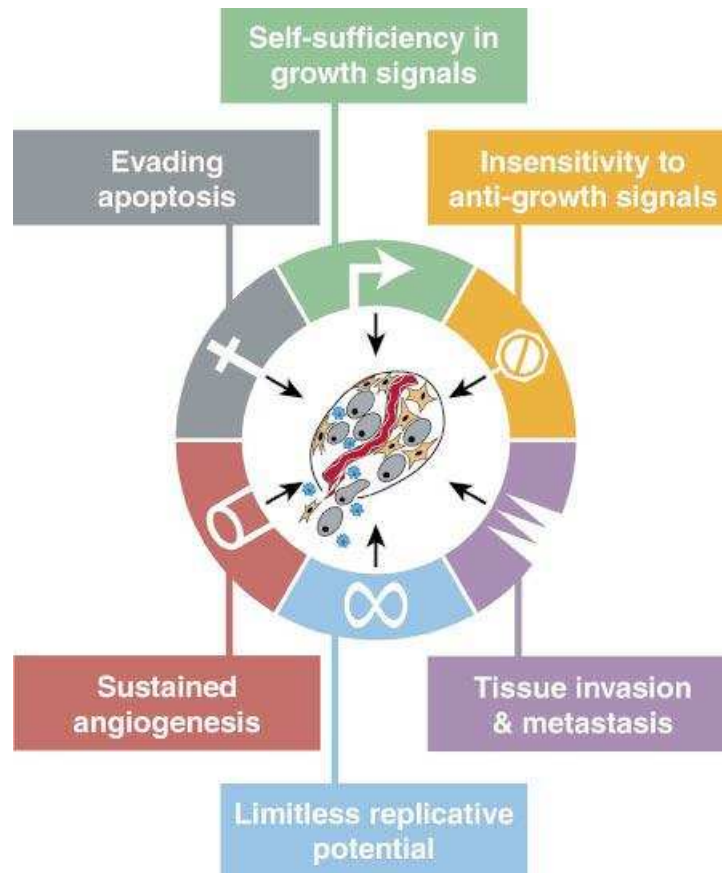 Self-sufficiency in
growth signals
Evading
apoptosis
Insensitivity to
anti-growth signals
Sustained
angiogenesis
Tissue invasion
& metastasis
Limitless replicative
potential